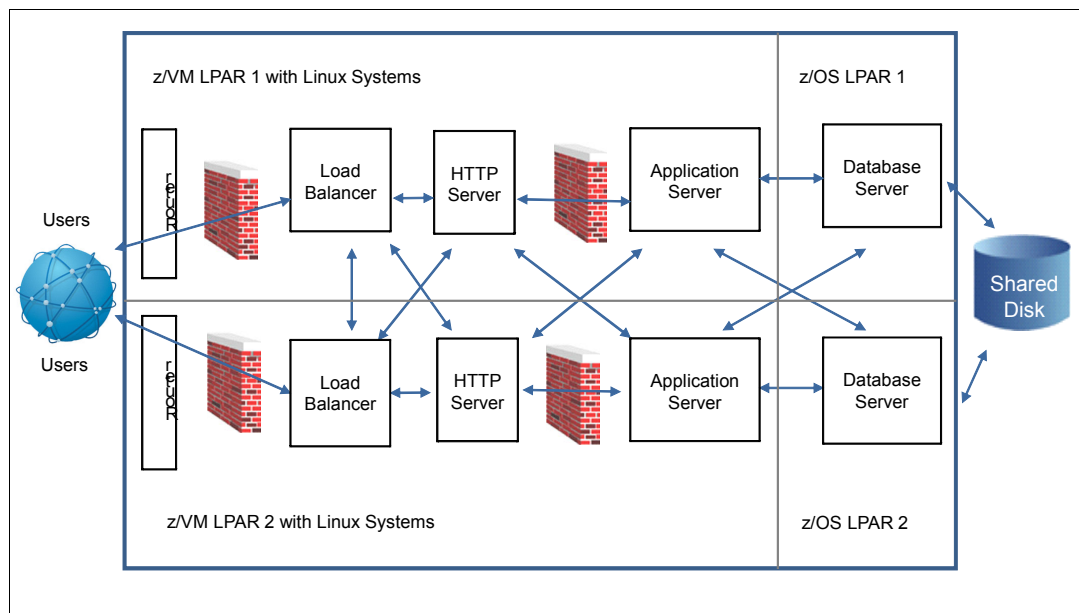 z/VM LPAR 1 with Linux Systems
z/OS LPAR 1
Load
Balancer
HTTP
Server
Application
Server
Database
Server
Users
Shared
Disk
Users
Load
Balancer
HTTP
Server
Application
Server
Database
Server
z/VM LPAR 2 with Linux Systems
z/OS LPAR 2